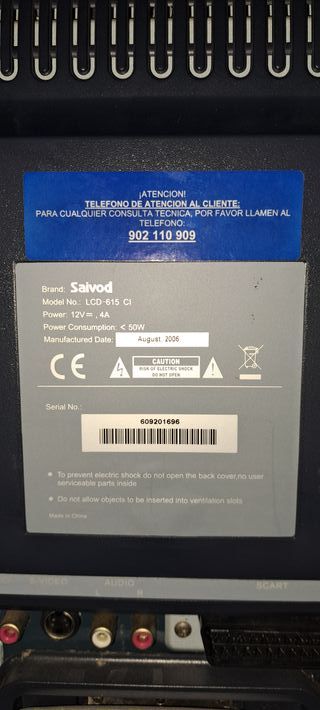 ¡ATENCION!
TELEFONO DE ATENCION AL CLIENTE:
PARA CUALQUIER CONSULTA TECNICA, POR FAVOR LLAMEN AL
TELEFONO:
902 110 909
Brand: Saivod
Model No.: LCD-615 CI
Power: 12V⎓, 4A
Power Consumption: < 50W
Manufactured Date: August, 2006
CE
CAUTION
RISK OF ELECTRIC SHOCK
DO NOT OPEN
Serial No.:
609201696
To prevent electric shock do not open the back cover,no user
serviceable parts inside
Do not allow objects to be inserted into ventilation slots
Made in China
S-VIDEO AUDIO SCART
L R